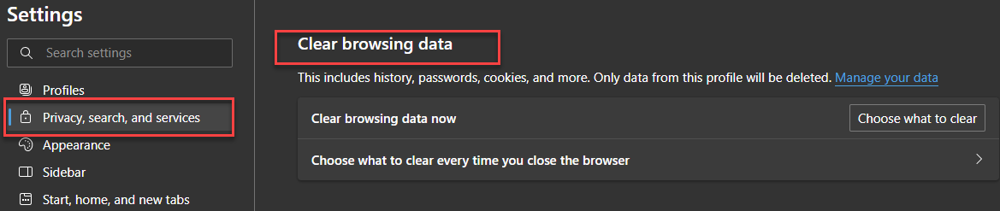 Settings
Search settings
Profiles
Privacy, search, and services
Appearance
Sidebar
Start, home, and new tabs
Clear browsing data
This includes history, passwords, cookies, and more. Only data from this profile will be deleted. Manage your data
Clear browsing data now
Choose what to clear
Choose what to clear every time you close the browser